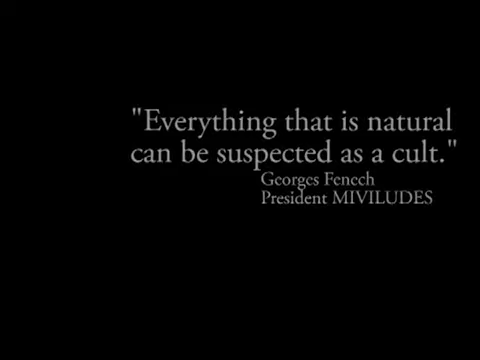 "Everything that is natural
can be suspected as a cult."
Georges Fenech
President MIVILUDES